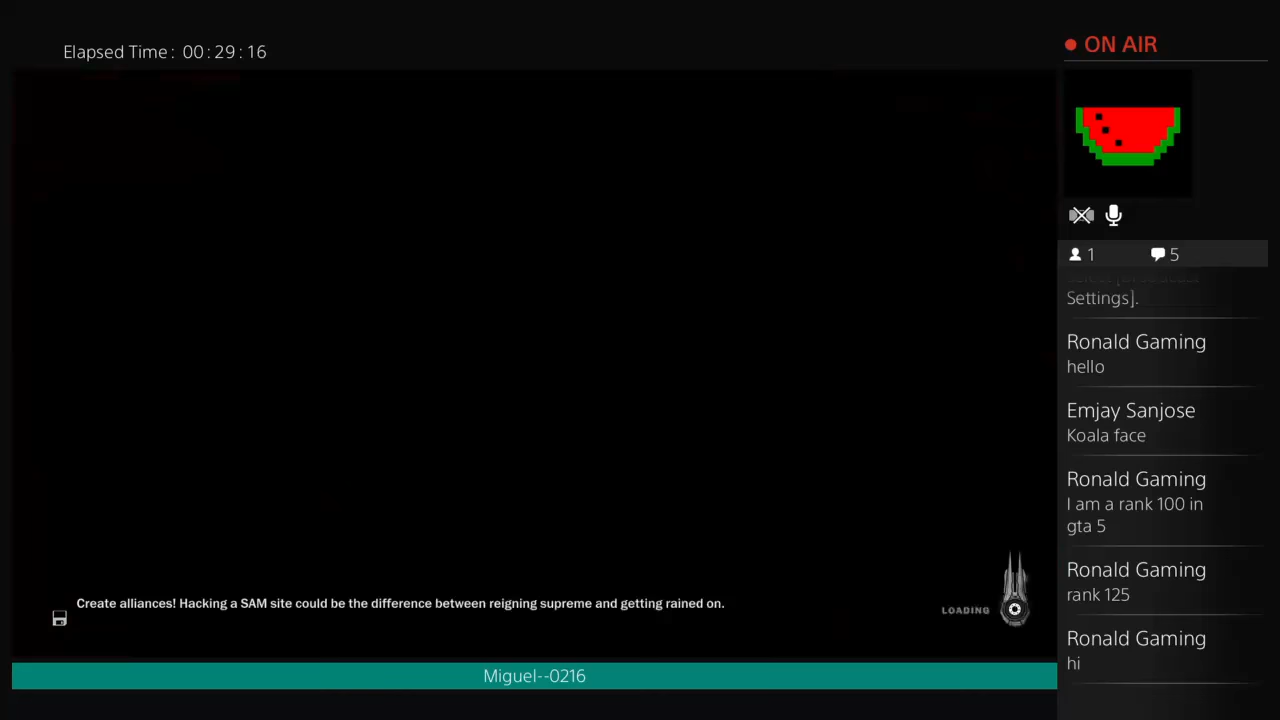 Elapsed Time: 00:29:16
ON AIR
1
5
Settings].
Ronald Gaming
hello
Emjay Sanjose
Koala face
Ronald Gaming
I am a rank 100 in
gta 5
Ronald Gaming
rank 125
Ronald Gaming
hi
Create alliances! Hacking a SAM site could be the difference between reigning supreme and getting rained on.
LOADING
Miguel--0216